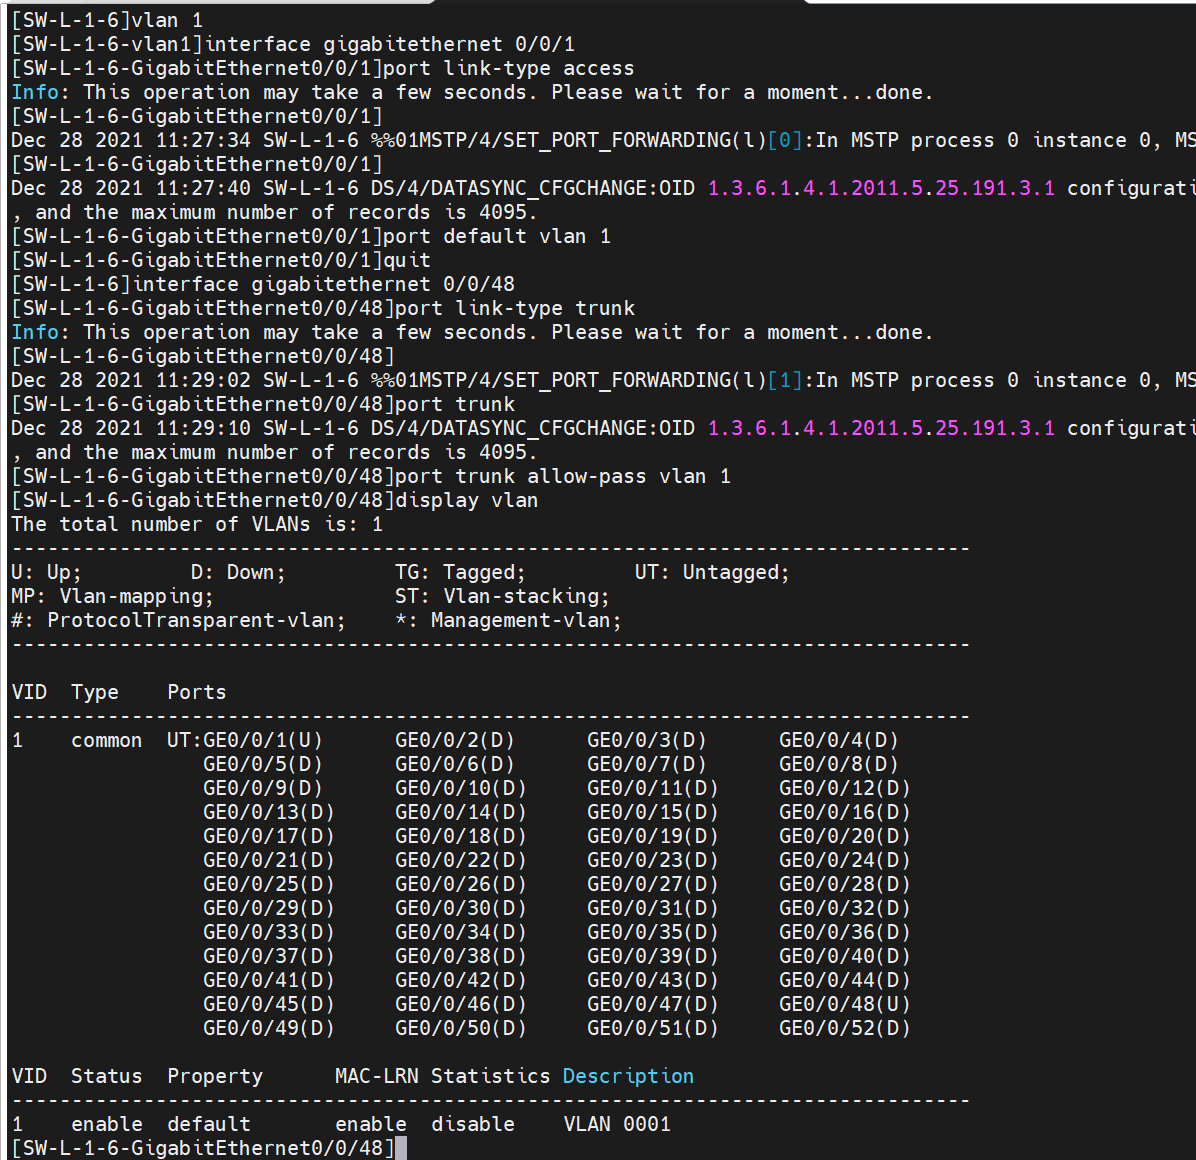 [SW-L-1-6]vlan 1
[SW-L-1-6-vlan1]interface gigabitethernet 0/0/1
[SW-L-1-6-GigabitEthernet0/0/1]port link-type access
Info: This operation may take a few seconds. Please wait for a moment...done.
[SW-L-1-6-GigabitEthernet0/0/1]
Dec 28 2021 11:27:34 SW-L-1-6 %%01MSTP/4/SET_PORT_FORWARDING(l)[0]:In MSTP process 0 instance 0, MS
[SW-L-1-6-GigabitEthernet0/0/1]
Dec 28 2021 11:27:40 SW-L-1-6 DS/4/DATASYNC_CFGCHANGE:OID 1.3.6.1.4.1.2011.5.25.191.3.1 configurati
, and the maximum number of records is 4095.
[SW-L-1-6-GigabitEthernet0/0/1]port default vlan 1
[SW-L-1-6-GigabitEthernet0/0/1]quit
[SW-L-1-6]interface gigabitethernet 0/0/48
[SW-L-1-6-GigabitEthernet0/0/48]port link-type trunk
Info: This operation may take a few seconds. Please wait for a moment...done.
[SW-L-1-6-GigabitEthernet0/0/48]
Dec 28 2021 11:29:02 SW-L-1-6 %%01MSTP/4/SET_PORT_FORWARDING(l)[1]:In MSTP process 0 instance 0, MS
[SW-L-1-6-GigabitEthernet0/0/48]port trunk
Dec 28 2021 11:29:10 SW-L-1-6 DS/4/DATASYNC_CFGCHANGE:OID 1.3.6.1.4.1.2011.5.25.191.3.1 configurati
, and the maximum number of records is 4095.
[SW-L-1-6-GigabitEthernet0/0/48]port trunk allow-pass vlan 1
[SW-L-1-6-GigabitEthernet0/0/48]display vlan
The total number of VLANs is: 1
--------------------------------------------------------------------------------
U: Up;         D: Down;         TG: Tagged;         UT: Untagged;
MP: Vlan-mapping;               ST: Vlan-stacking;
#: ProtocolTransparent-vlan;    *: Management-vlan;
--------------------------------------------------------------------------------
VID  Type    Ports
--------------------------------------------------------------------------------
1    common  UT:GE0/0/1(U)      GE0/0/2(D)      GE0/0/3(D)      GE0/0/4(D)
GE0/0/5(D)      GE0/0/6(D)      GE0/0/7(D)      GE0/0/8(D)
GE0/0/9(D)      GE0/0/10(D)     GE0/0/11(D)     GE0/0/12(D)
GE0/0/13(D)     GE0/0/14(D)     GE0/0/15(D)     GE0/0/16(D)
GE0/0/17(D)     GE0/0/18(D)     GE0/0/19(D)     GE0/0/20(D)
GE0/0/21(D)     GE0/0/22(D)     GE0/0/23(D)     GE0/0/24(D)
GE0/0/25(D)     GE0/0/26(D)     GE0/0/27(D)     GE0/0/28(D)
GE0/0/29(D)     GE0/0/30(D)     GE0/0/31(D)     GE0/0/32(D)
GE0/0/33(D)     GE0/0/34(D)     GE0/0/35(D)     GE0/0/36(D)
GE0/0/37(D)     GE0/0/38(D)     GE0/0/39(D)     GE0/0/40(D)
GE0/0/41(D)     GE0/0/42(D)     GE0/0/43(D)     GE0/0/44(D)
GE0/0/45(D)     GE0/0/46(D)     GE0/0/47(D)     GE0/0/48(U)
GE0/0/49(D)     GE0/0/50(D)     GE0/0/51(D)     GE0/0/52(D)
VID  Status  Property      MAC-LRN Statistics Description
--------------------------------------------------------------------------------
1    enable  default       enable  disable    VLAN 0001
[SW-L-1-6-GigabitEthernet0/0/48]